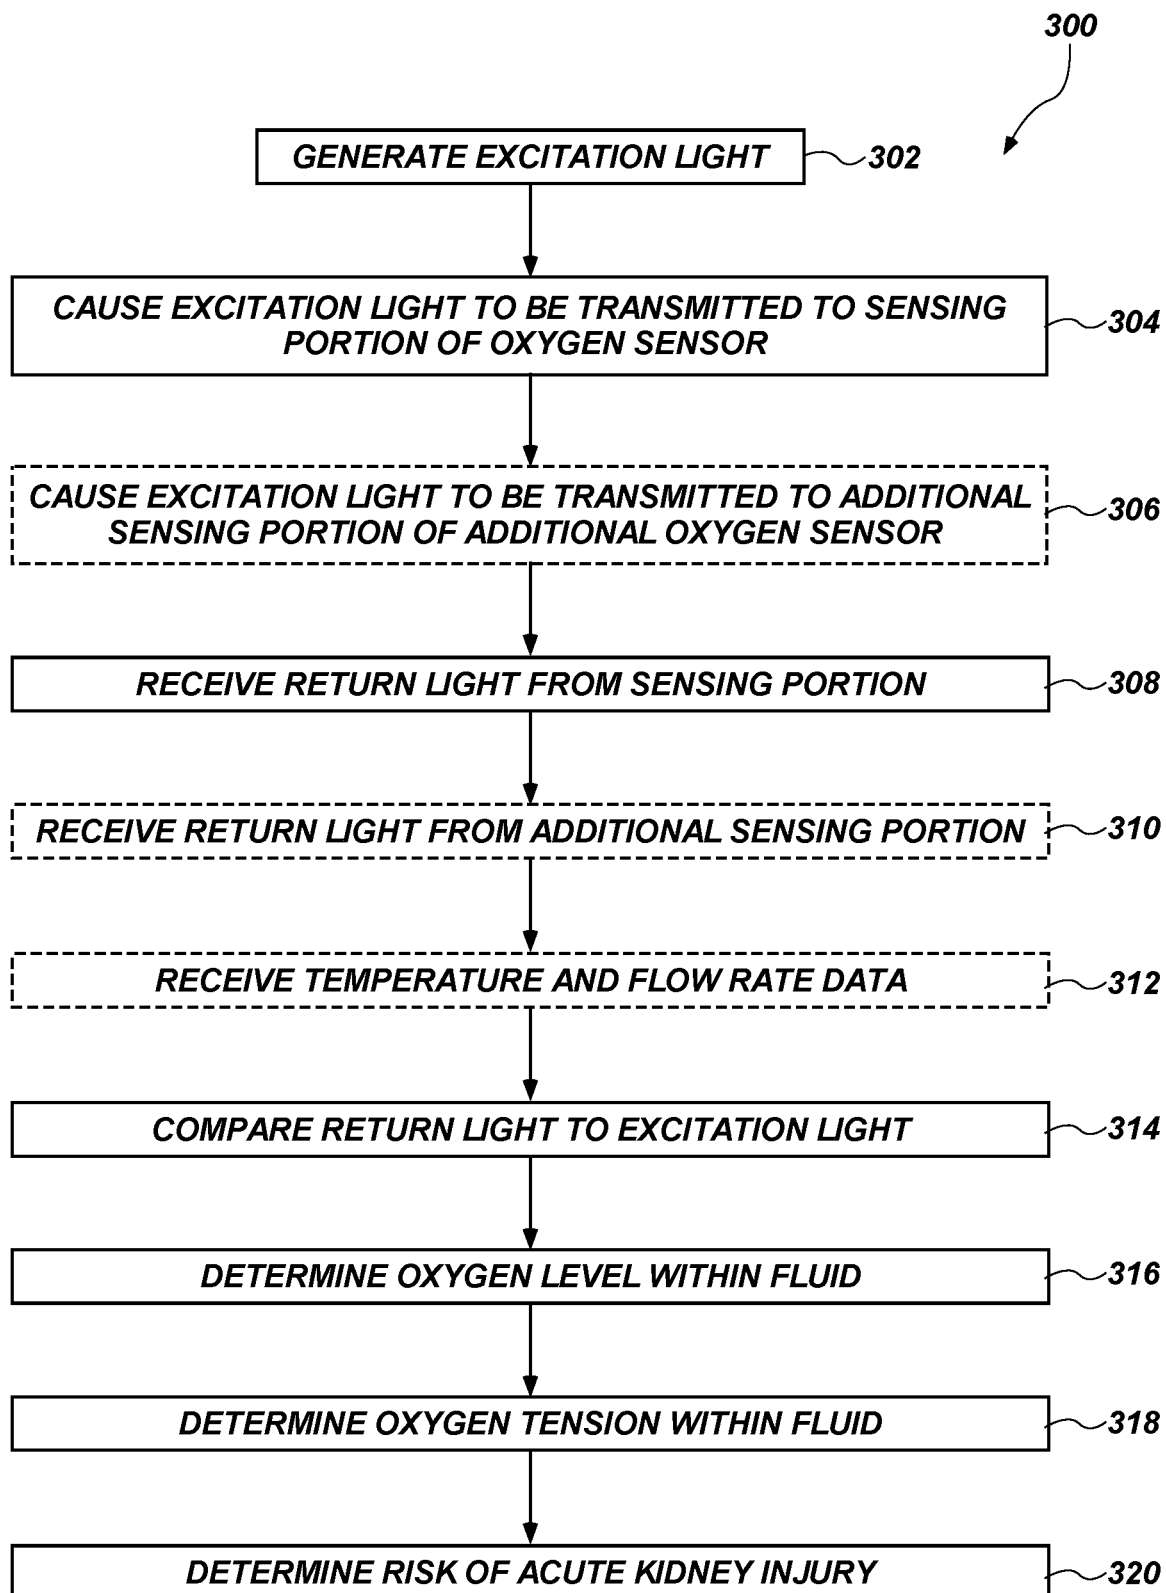 300
GENERATE EXCITATION LIGHT
302
CAUSE EXCITATION LIGHT TO BE TRANSMITTED TO SENSING
PORTION OF OXYGEN SENSOR
304
CAUSE EXCITATION LIGHT TO BE TRANSMITTED TO ADDITIONAL
SENSING PORTION OF ADDITIONAL OXYGEN SENSOR
306
RECEIVE RETURN LIGHT FROM SENSING PORTION
308
RECEIVE RETURN LIGHT FROM ADDITIONAL SENSING PORTION
310
RECEIVE TEMPERATURE AND FLOW RATE DATA
312
COMPARE RETURN LIGHT TO EXCITATION LIGHT
314
DETERMINE OXYGEN LEVEL WITHIN FLUID
316
DETERMINE OXYGEN TENSION WITHIN FLUID
318
DETERMINE RISK OF ACUTE KIDNEY INJURY
320